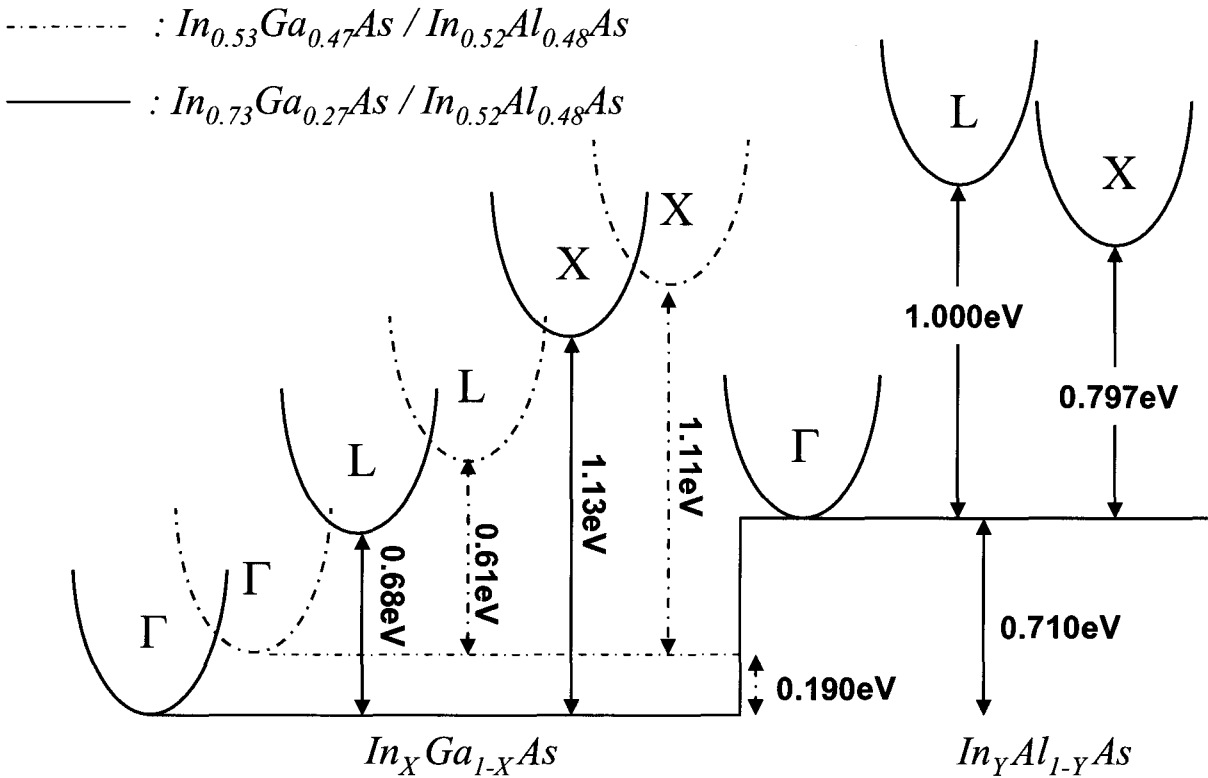 : In0.53Ga0.47As / In0.52Al0.48As
: In0.73Ga0.27As / In0.52Al0.48As
L
X
X
X
1.000eV
L
0.797eV
Γ
L
1.11eV
1.13eV
0.61eV
0.68eV
Γ
Γ
0.710eV
0.190eV
InXGa1-XAs
InYAl1-YAs